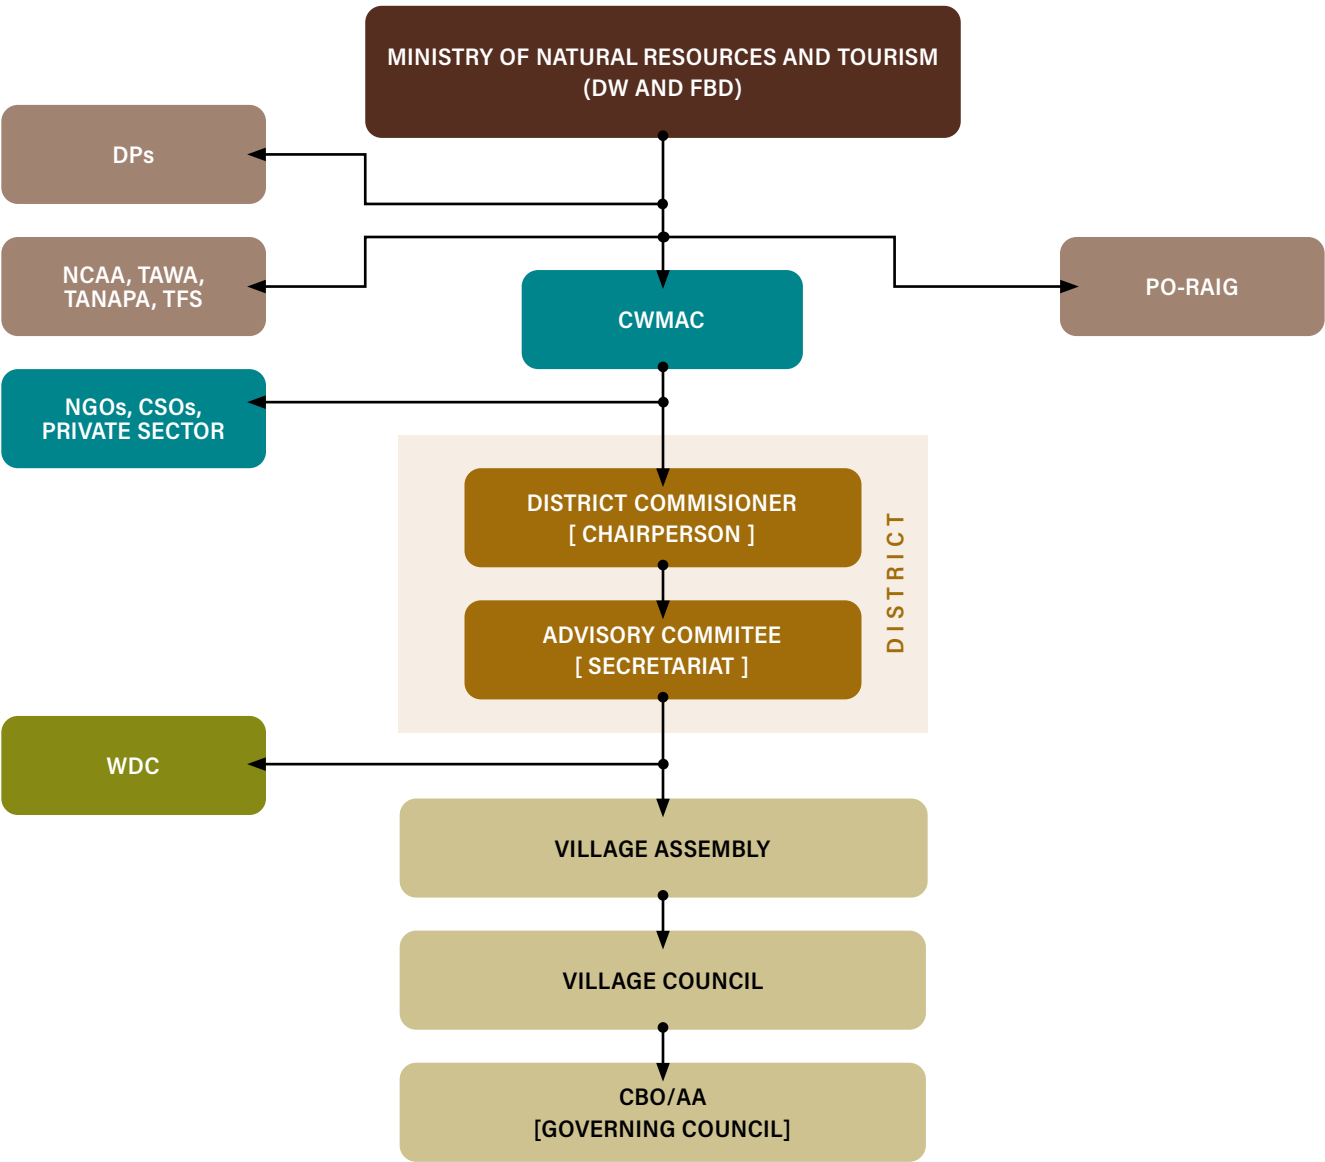 MINISTRY OF NATURAL RESOURCES AND TOURISM
(DW AND FBD)
DPs
NCAA, TAWA,
TANAPA, TFS
PO-RAIG
CWMAC
NGOs, CSOs,
PRIVATE SECTOR
DISTRICT COMMISIONER
[ CHAIRPERSON ]
DISTRICT
ADVISORY COMMITEE
[ SECRETARIAT ]
WDC
VILLAGE ASSEMBLY
VILLAGE COUNCIL
CBO/AA
[GOVERNING COUNCIL]